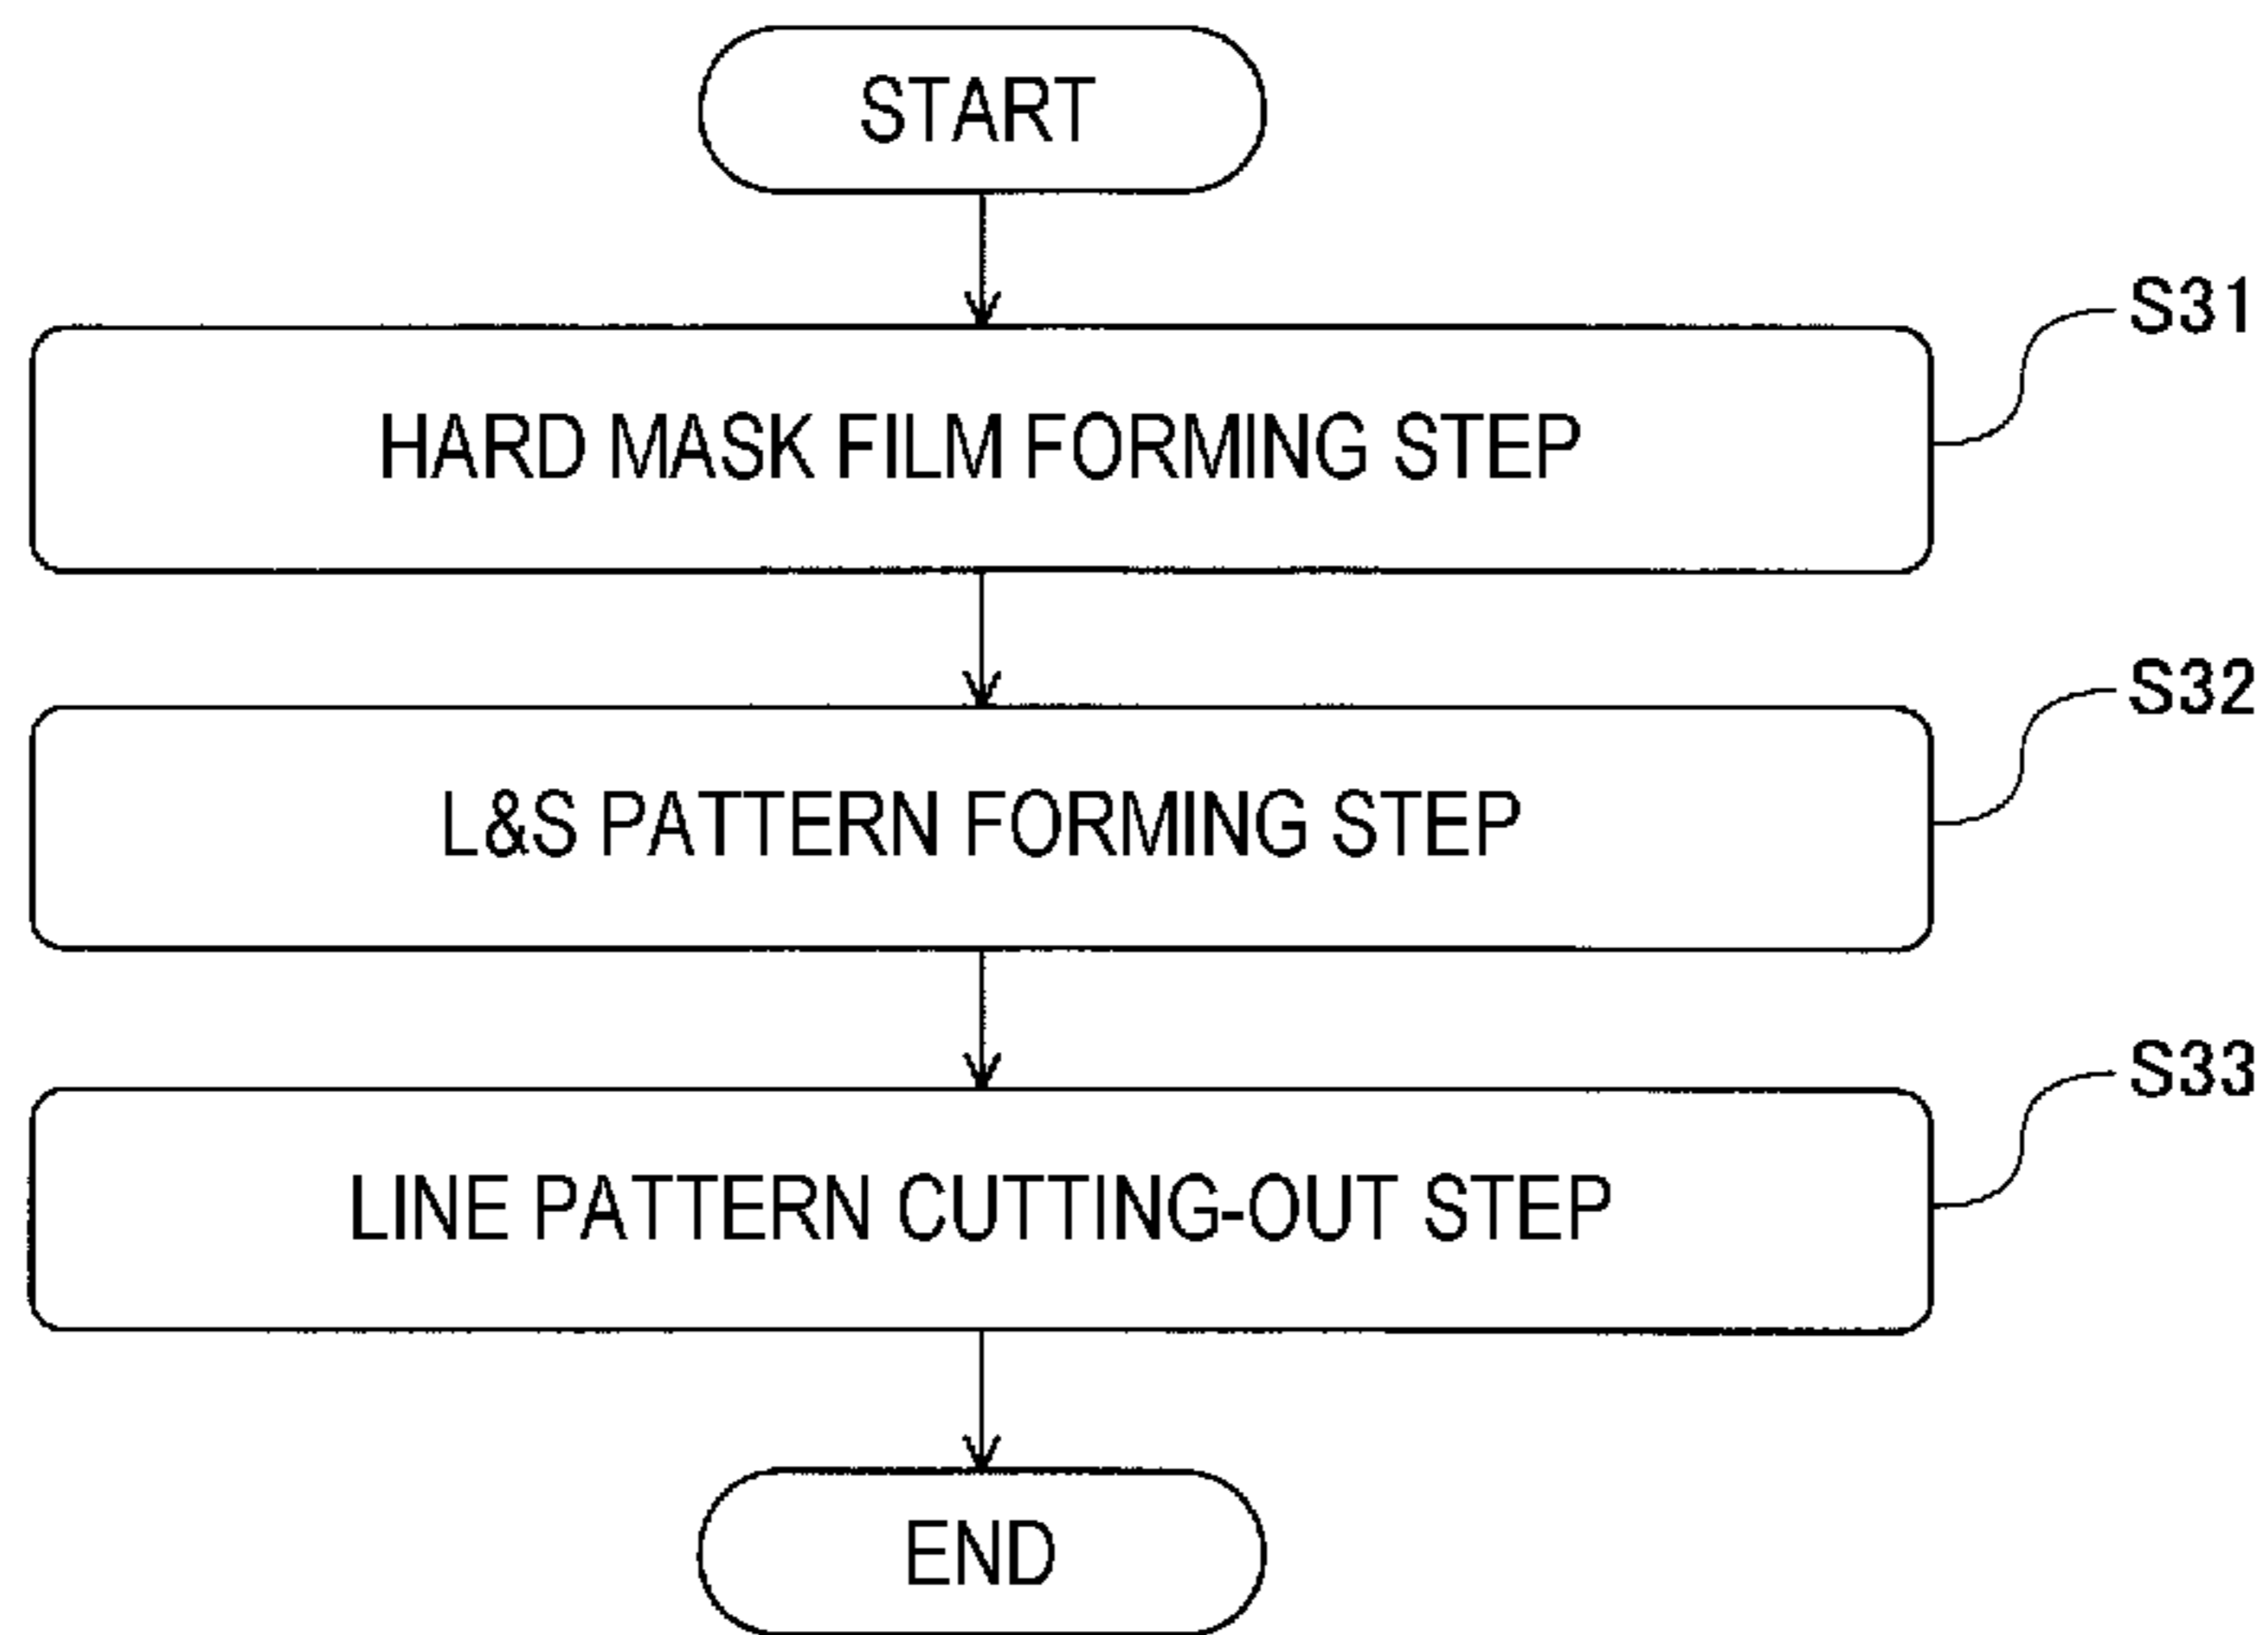 START
S31
HARD MASK FILM FORMING STEP
S32
L&S PATTERN FORMING STEP
S33
LINE PATTERN CUTTING-OUT STEP
END